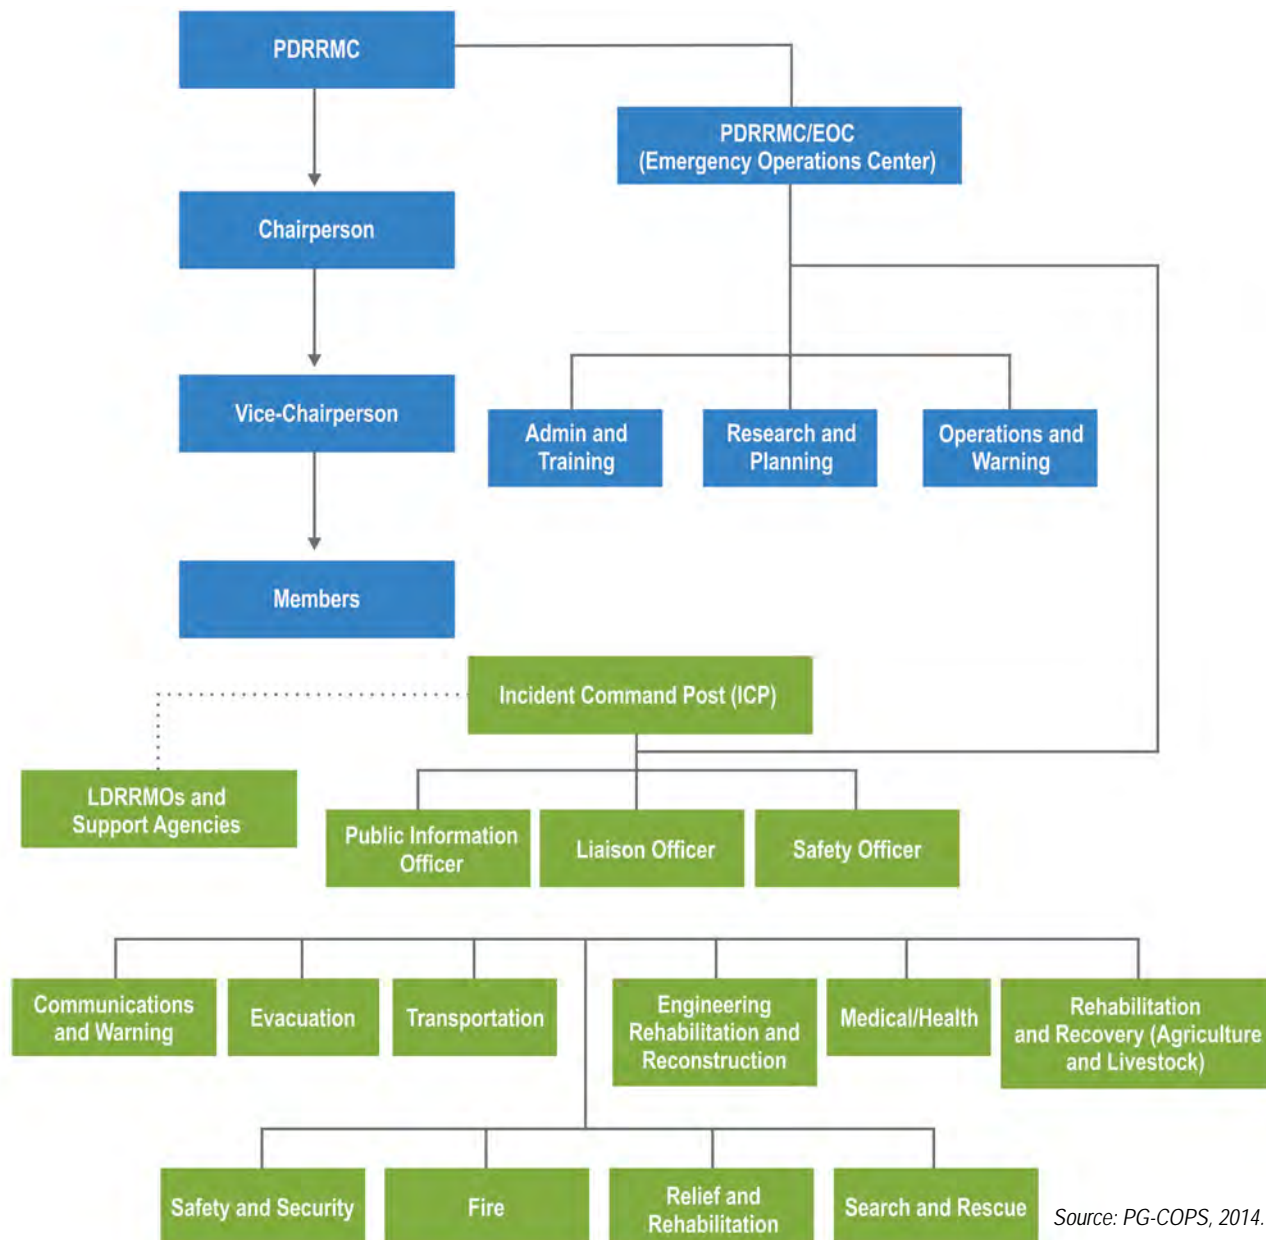 PDRRMC
PDRRMC/EOC
(Emergency Operations Center)
Chairperson
Vice-Chairperson
Admin and
Training
Research and
Planning
Operations and
Warning
Members
Incident Command Post (ICP)
LDRRMOs and
Support Agencies
Public Information
Officer
Liaison Officer
Safety Officer
Communications
and Warning
Evacuation
Transportation
Engineering
Rehabilitation and
Reconstruction
Medical/Health
Rehabilitation
and Recovery (Agriculture
and Livestock)
Safety and Security
Fire
Relief and
Rehabilitation
Search and Rescue
Source: PG-COPS, 2014.